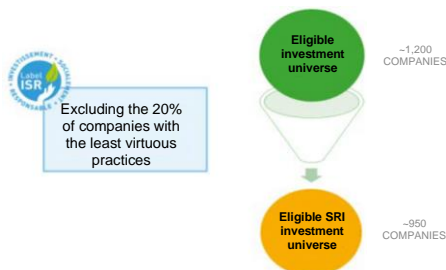 INVESTISSEMENT SOCIALEMENT
RESPONSABLE
Label
ISR
Excluding the 20%
of companies with
the least virtuous
practices
Eligible
investment
universe
~1,200
COMPANIES
Eligible SRI
investment
universe
~950
COMPANIES